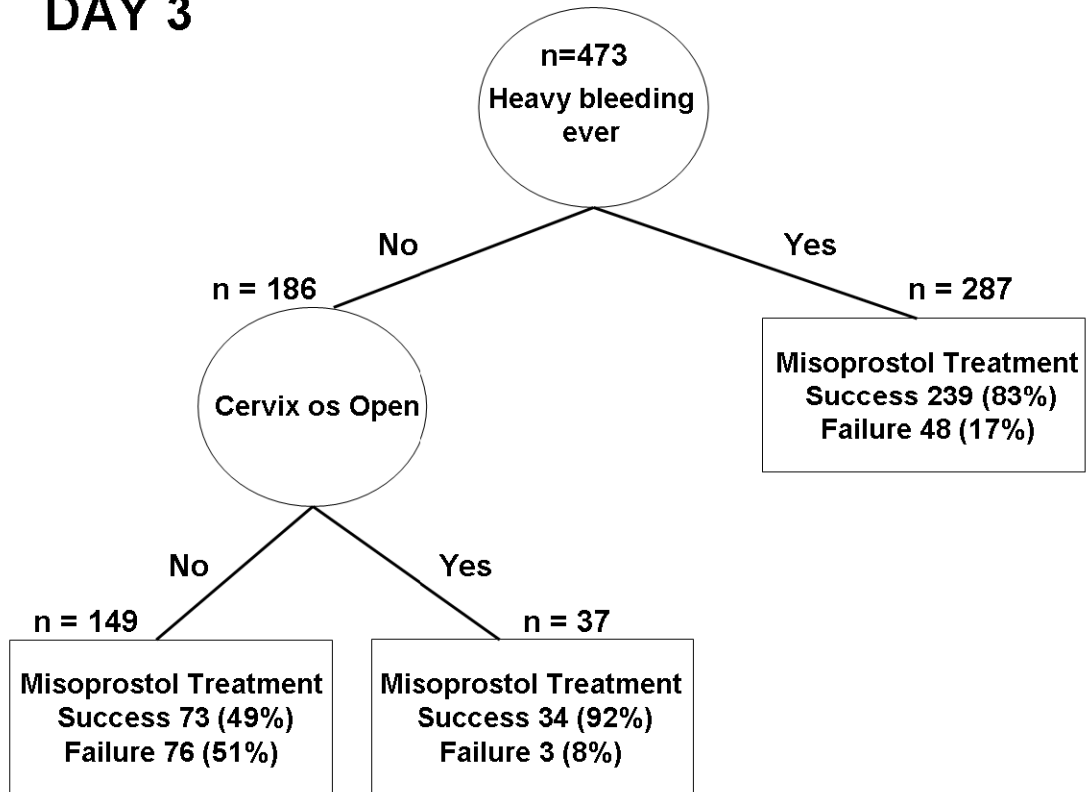 DAY 3
n=473
Heavy bleeding
ever
No
Yes
n = 186
n = 287
Cervix os Open
Misoprostol Treatment
Success 239 (83%)
Failure 48 (17%)
No
Yes
n = 149
n = 37
Misoprostol Treatment
Success 73 (49%)
Failure 76 (51%)
Misoprostol Treatment
Success 34 (92%)
Failure 3 (8%)